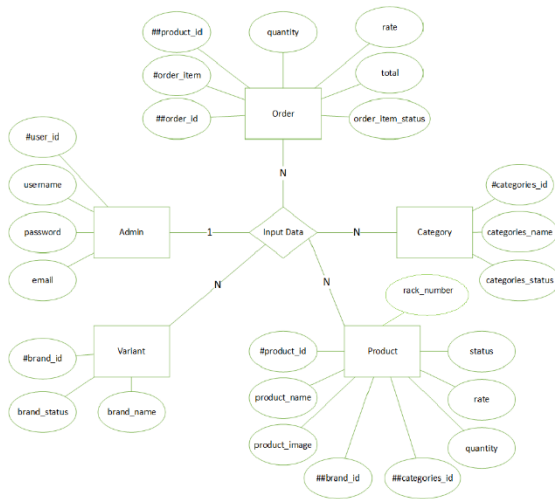 ##product_id
quantity
rate
#order_item
total
##order_id
Order
order_item_status
#user_id
N
#categories_id
username
password
Admin
1
Input Data
N
Category
categories_name
email
categories_status
N
N
rack_number
#brand_id
Variant
#product_id
Product
status
brand_status
brand_name
product_name
rate
product_image
quantity
##brand_id
##categories_id